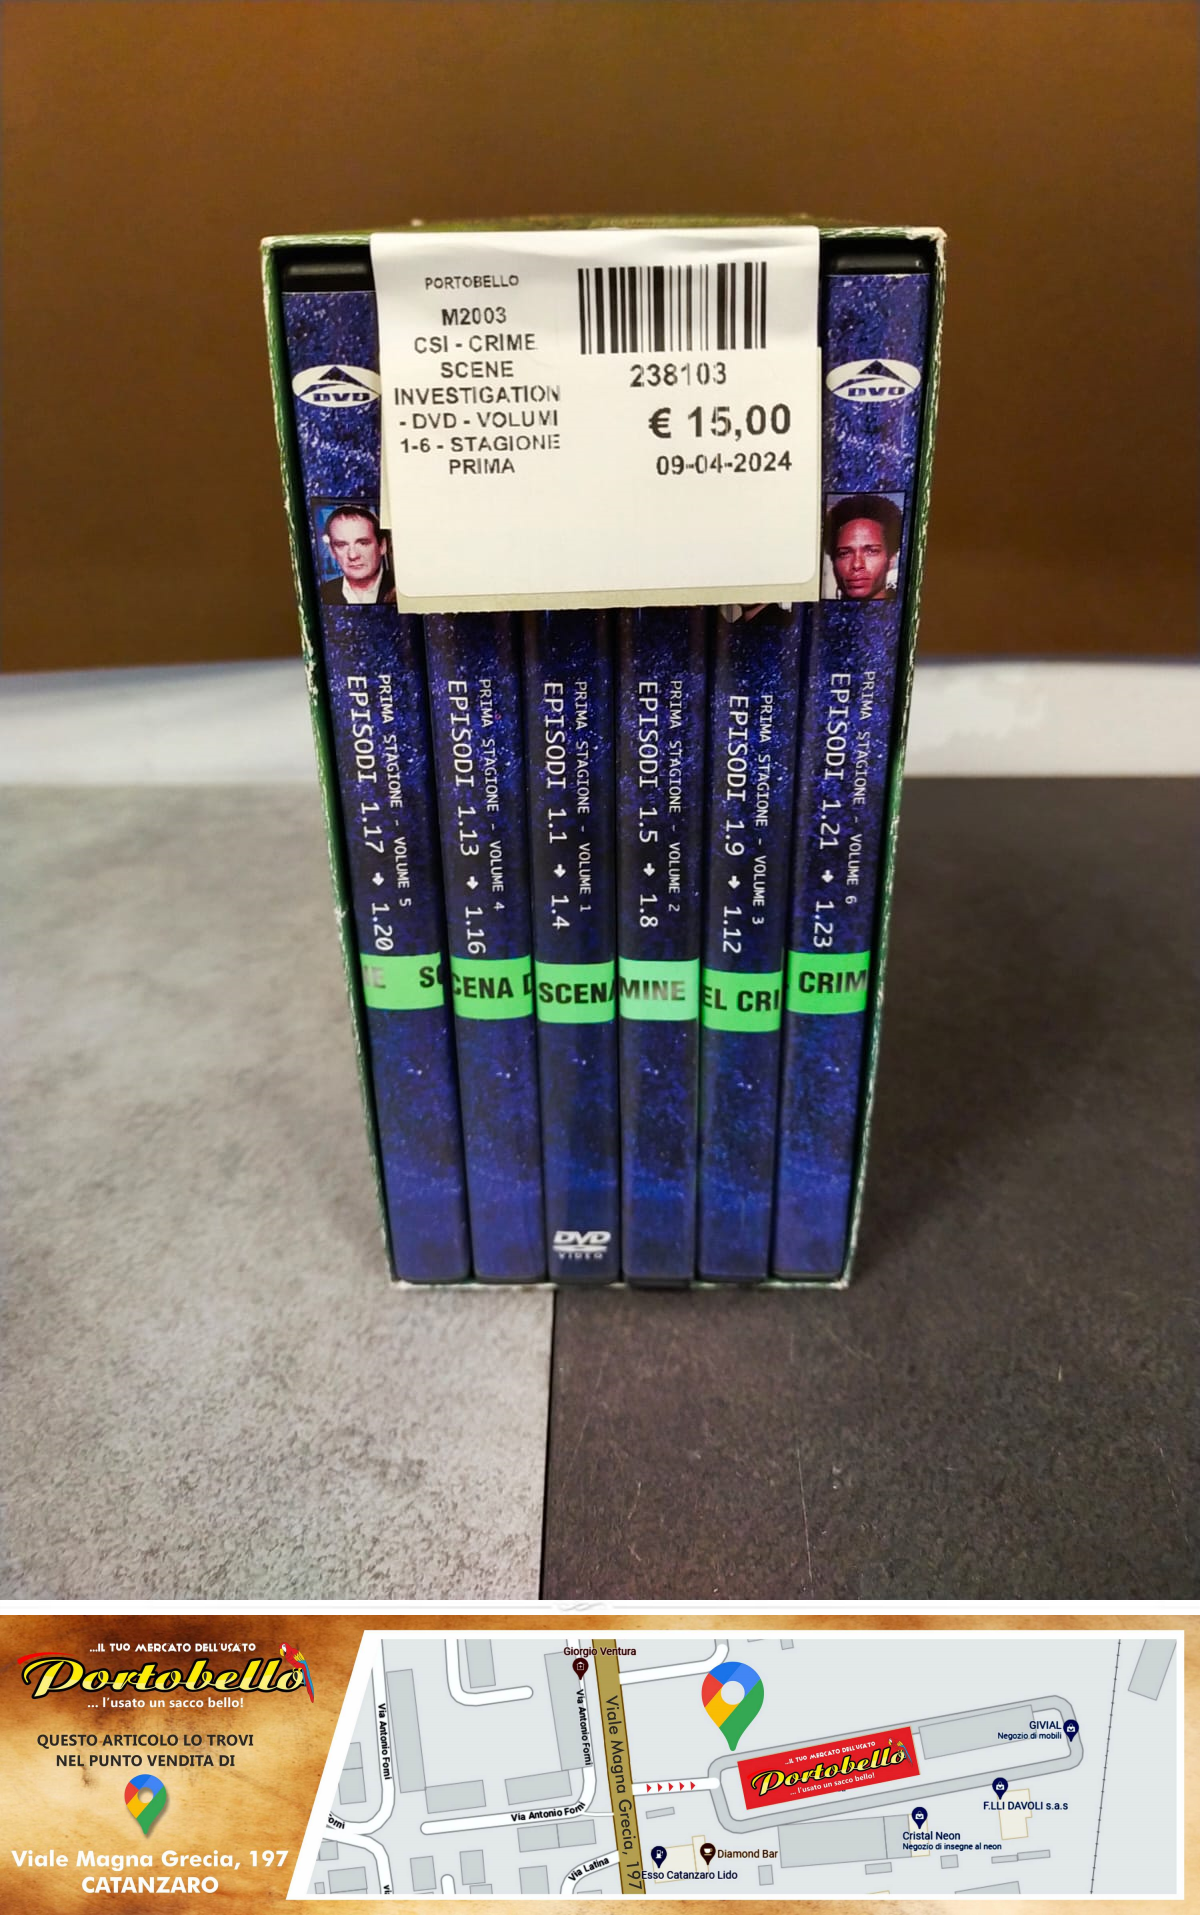 PORTOBELLO
M2003
CSI - CRIME
SCENE
INVESTIGATION
- DVD - VOLUMI
1-6 - STAGIONE
PRIMA
238103
€ 15,00
09-04-2024
DVD
DVD
PRIMA STAGIONE - VOLUME 5
EPISODI 1.17 → 1.20
PRIMA STAGIONE - VOLUME 4
EPISODI 1.13 → 1.16
PRIMA STAGIONE - VOLUME 1
EPISODI 1.1 → 1.4
PRIMA STAGIONE - VOLUME 2
EPISODI 1.5 → 1.8
PRIMA STAGIONE - VOLUME 3
EPISODI 1.9 → 1.12
PRIMA STAGIONE - VOLUME 6
EPISODI 1.21 → 1.23
NE SC
CENA D
SCENA
MINE
EL CRI
CRIM
DVD
VIDEO
...IL TUO MERCATO DELL'USATO
Portobello
... l'usato un sacco bello!
QUESTO ARTICOLO LO TROVI
NEL PUNTO VENDITA DI
Viale Magna Grecia, 197
CATANZARO
Giorgio Ventura
Via Antonio Forni
Via Antonio Forni
Viale Magna Grecia, 197
Via Antonio Forni
Via Latina
...IL TUO MERCATO DELL'USATO
Portobello
... l'usato un sacco bello!
GIVIAL
Negozio di mobili
F.LLI DAVOLI s.a.s
Cristal Neon
Negozio di insegne al neon
Diamond Bar
Esso Catanzaro Lido